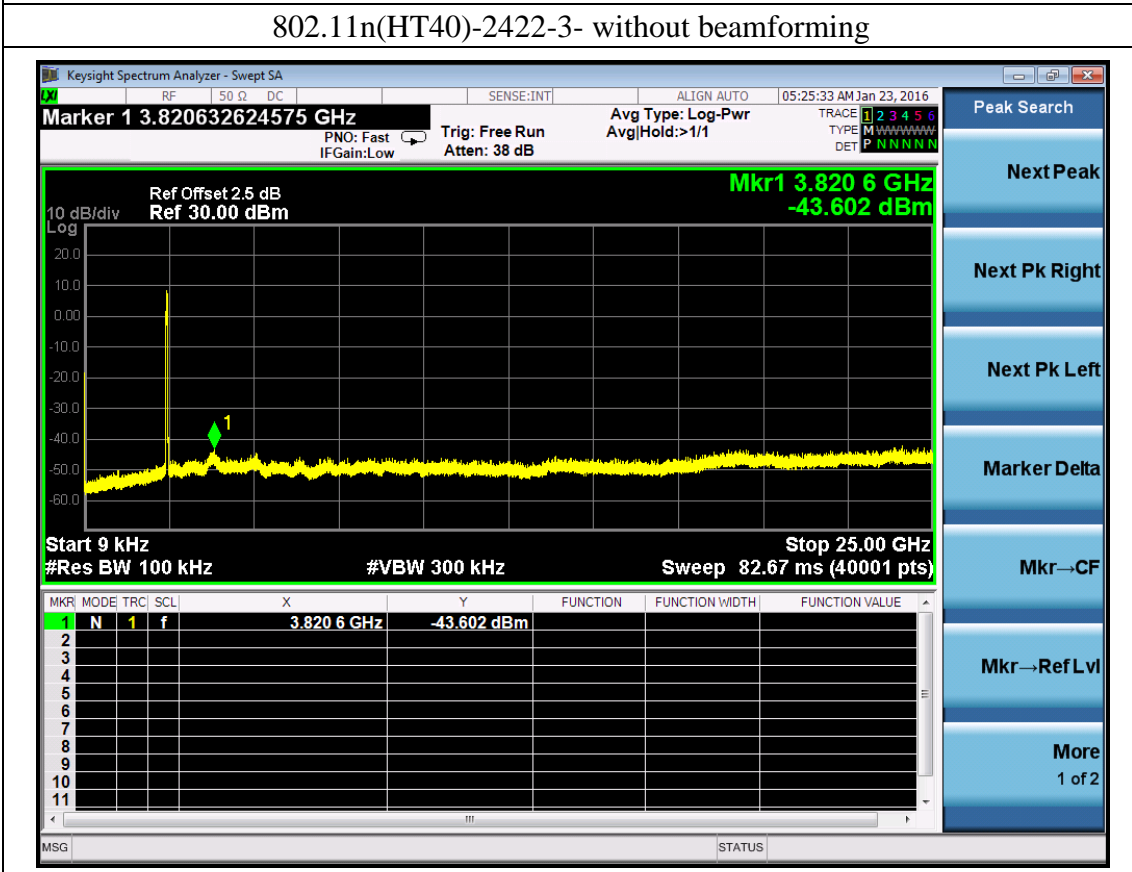 802.11n(HT40)-2422-3- without beamforming
Keysight Spectrum Analyzer - Swept SA
LXI RF 50 Ω DC SENSE:INT ALIGN AUTO 05:25:33 AM Jan 23, 2016
Marker 1 3.820632624575 GHz
PNO: Fast
IFGain:Low
Trig: Free Run
Atten: 38 dB
Avg Type: Log-Pwr
Avg|Hold:>1/1
TRACE 1 2 3 4 5 6
TYPE M WWWWW
DET P N N N N N
Ref Offset 2.5 dB
10 dB/div Ref 30.00 dBm
Log
Mkr1 3.820 6 GHz
-43.602 dBm
20.0
10.0
0.00
-10.0
-20.0
-30.0
-40.0
-50.0
-60.0
1
Start 9 kHz Stop 25.00 GHz
#Res BW 100 kHz #VBW 300 kHz Sweep 82.67 ms (40001 pts)
MKR MODE TRC SCL X Y FUNCTION FUNCTION WIDTH FUNCTION VALUE
1 N 1 f 3.820 6 GHz -43.602 dBm
2
3
4
5
6
7
8
9
10
11
MSG STATUS
Peak Search
Next Peak
Next Pk Right
Next Pk Left
Marker Delta
Mkr→CF
Mkr→Ref Lvl
More
1 of 2